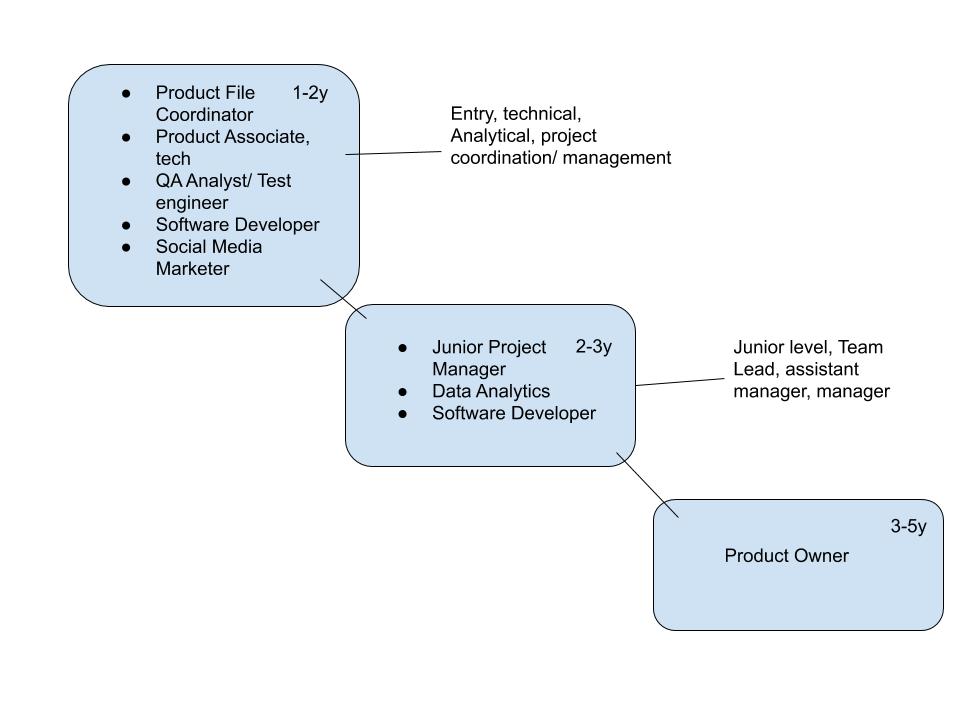 ● Product File 1-2y
Coordinator
● Product Associate,
tech
● QA Analyst/ Test
engineer
● Software Developer
● Social Media
Marketer
Entry, technical,
Analytical, project
coordination/ management
● Junior Project 2-3y
Manager
● Data Analytics
● Software Developer
Junior level, Team
Lead, assistant
manager, manager
3-5y
Product Owner